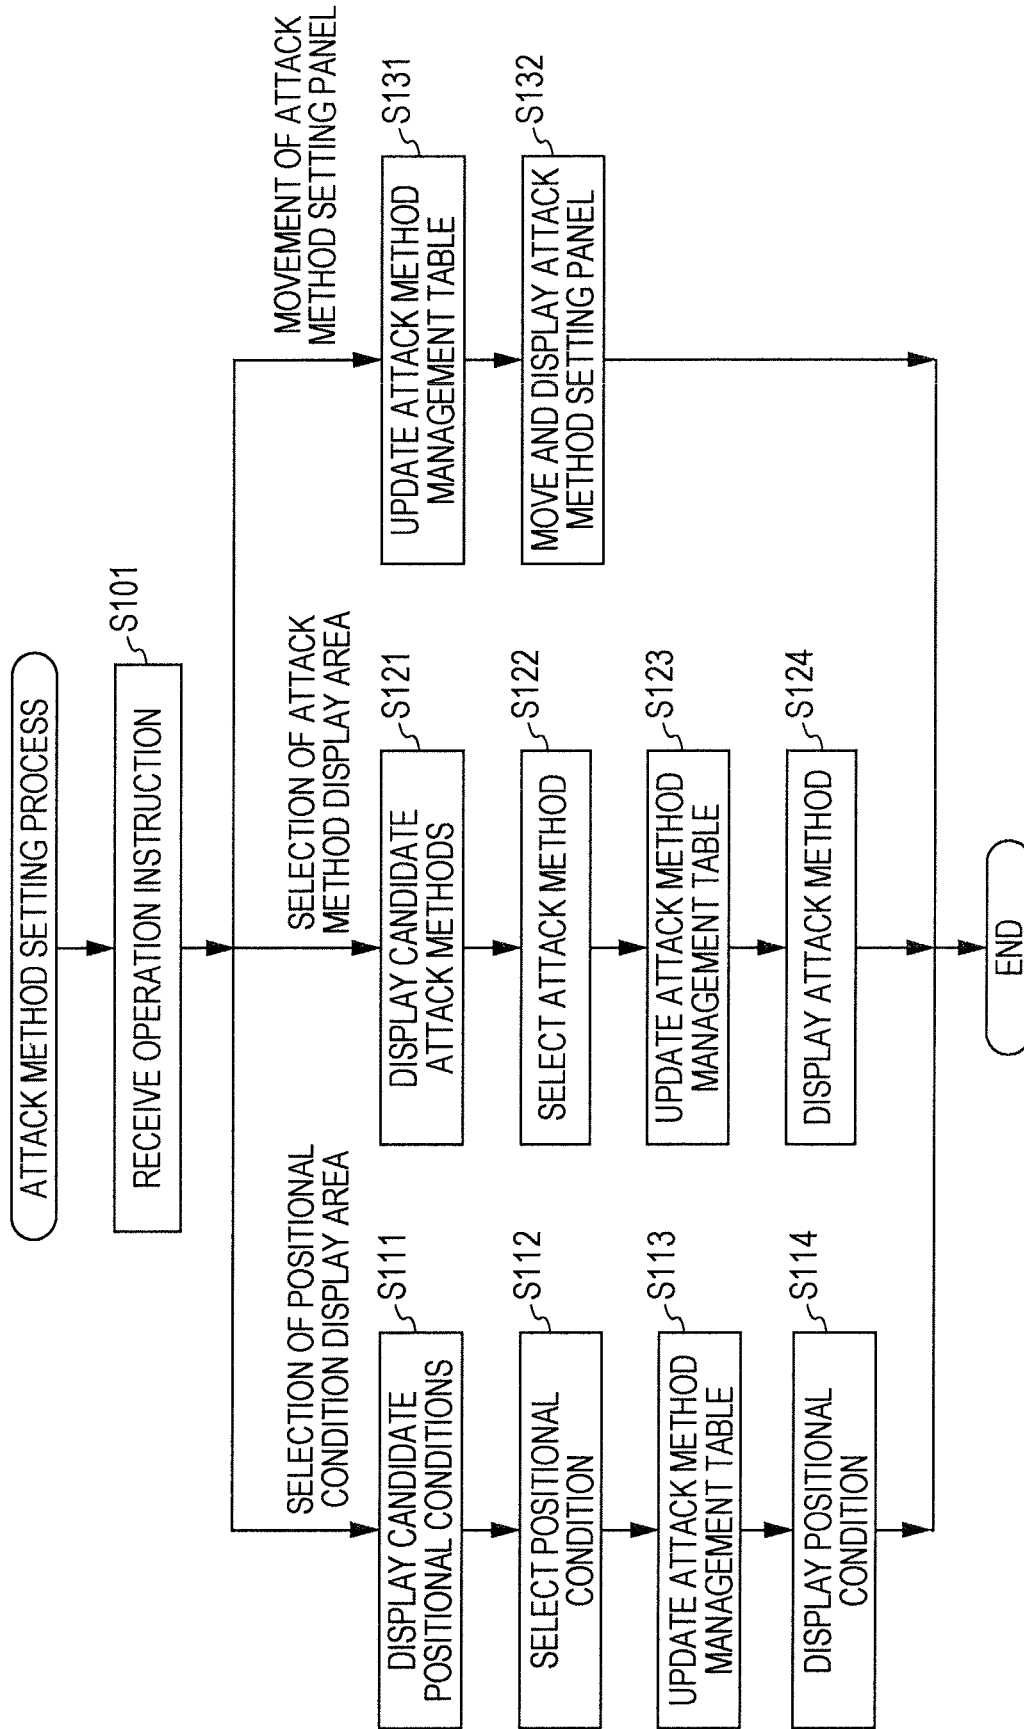 ATTACK METHOD SETTING PROCESS
S101
RECEIVE OPERATION INSTRUCTION
SELECTION OF POSITIONAL
CONDITION DISPLAY AREA
S111
DISPLAY CANDIDATE
POSITIONAL CONDITIONS
S112
SELECT POSITIONAL
CONDITION
S113
UPDATE ATTACK METHOD
MANAGEMENT TABLE
S114
DISPLAY POSITIONAL
CONDITION
SELECTION OF ATTACK
METHOD DISPLAY AREA
S121
DISPLAY CANDIDATE
ATTACK METHODS
S122
SELECT ATTACK METHOD
S123
UPDATE ATTACK METHOD
MANAGEMENT TABLE
S124
DISPLAY ATTACK METHOD
MOVEMENT OF ATTACK
METHOD SETTING PANEL
S131
UPDATE ATTACK METHOD
MANAGEMENT TABLE
S132
MOVE AND DISPLAY ATTACK
METHOD SETTING PANEL
END